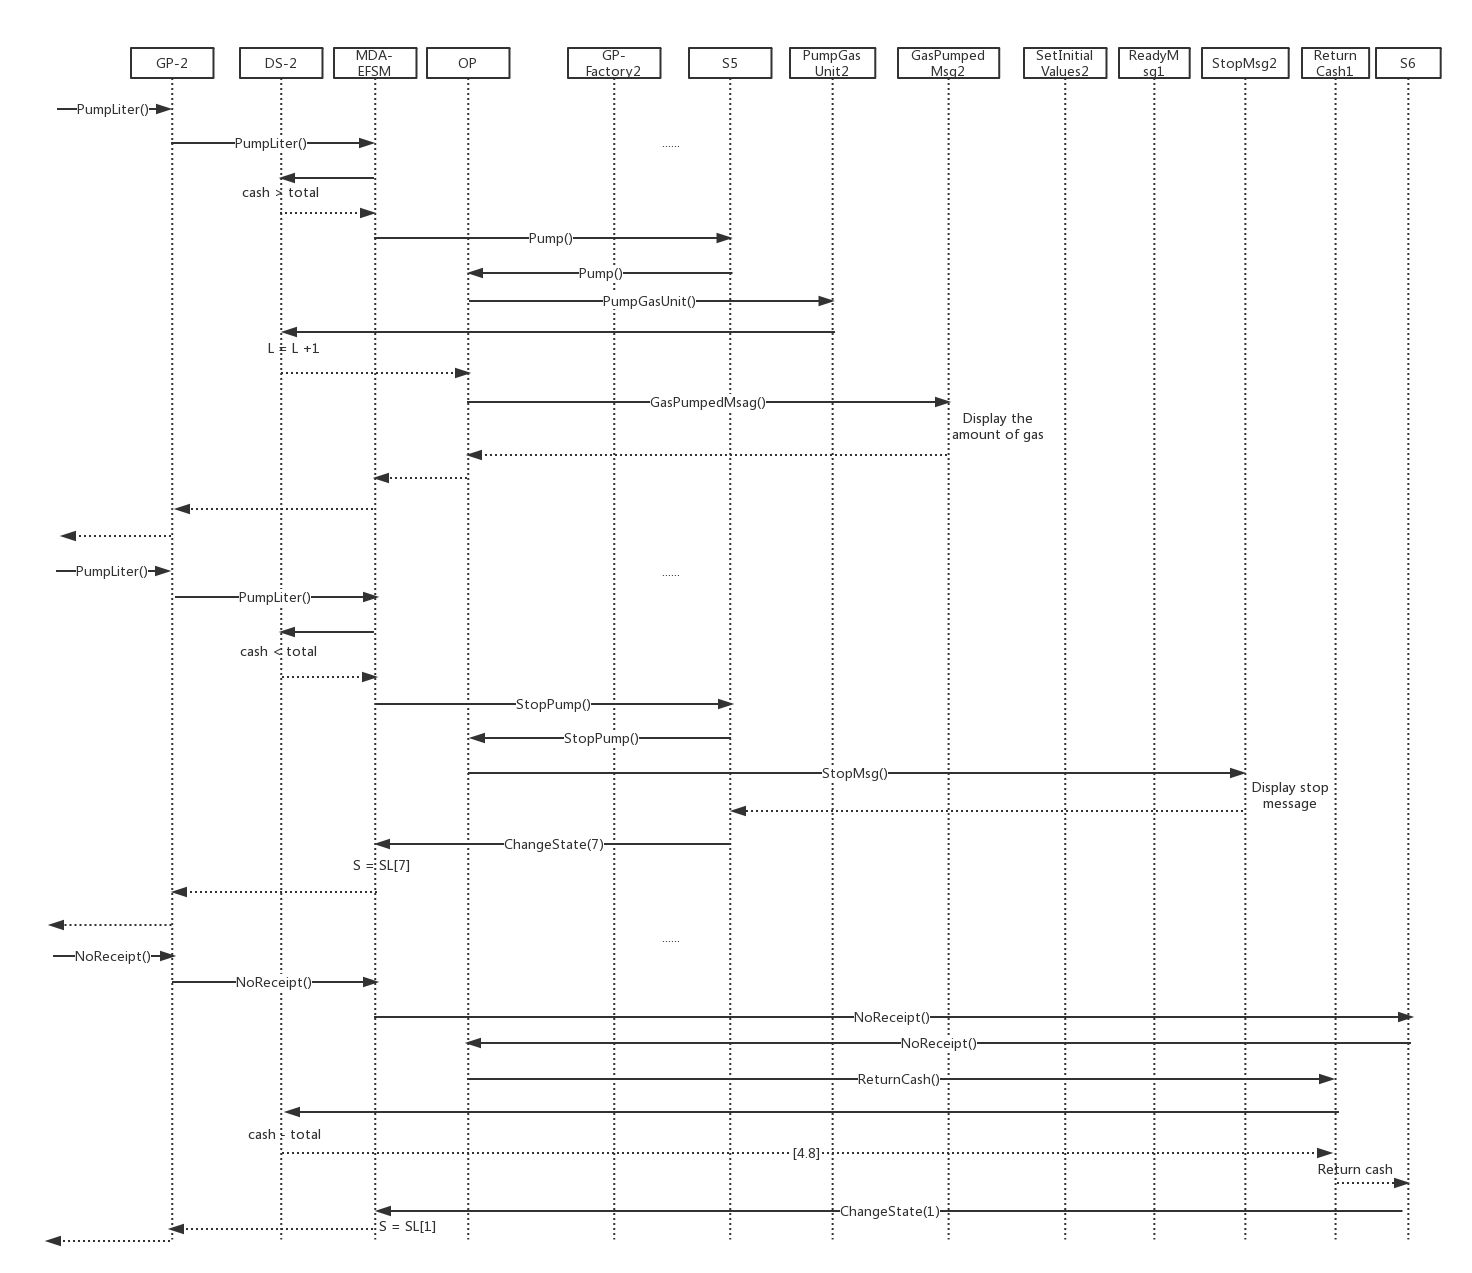 GP-2
DS-2
MDA-
EFSM
OP
GP-
Factory2
S5
PumpGas
Unit2
GasPumped
Msg2
SetInitial
Values2
ReadyM
sg1
StopMsg2
Return
Cash1
S6
PumpLiter()
PumpLiter()
......
cash > total
Pump()
Pump()
PumpGasUnit()
L = L +1
GasPumpedMsag()
Display the
amount of gas
PumpLiter()
......
PumpLiter()
cash < total
StopPump()
StopPump()
StopMsg()
Display stop
message
ChangeState(7)
S = SL[7]
......
NoReceipt()
NoReceipt()
NoReceipt()
NoReceipt()
ReturnCash()
cash - total
[4.8]
Return cash
ChangeState(1)
S = SL[1]